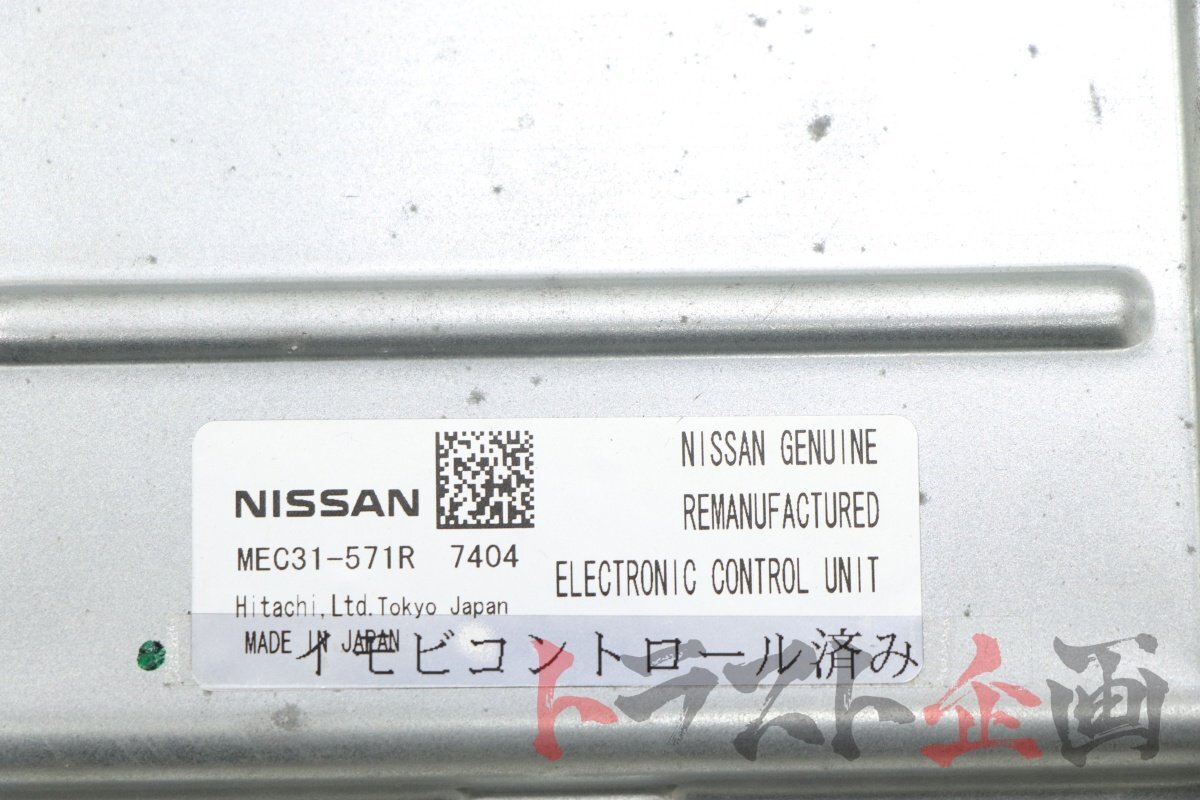 NISSAN
MEC31-571R 7404
Hitachi,Ltd.Tokyo Japan
MADE IN JAPAN
NISSAN GENUINE
REMANUFACTURED
ELECTRONIC CONTROL UNIT
イモビコントロール済み
トラスト企画